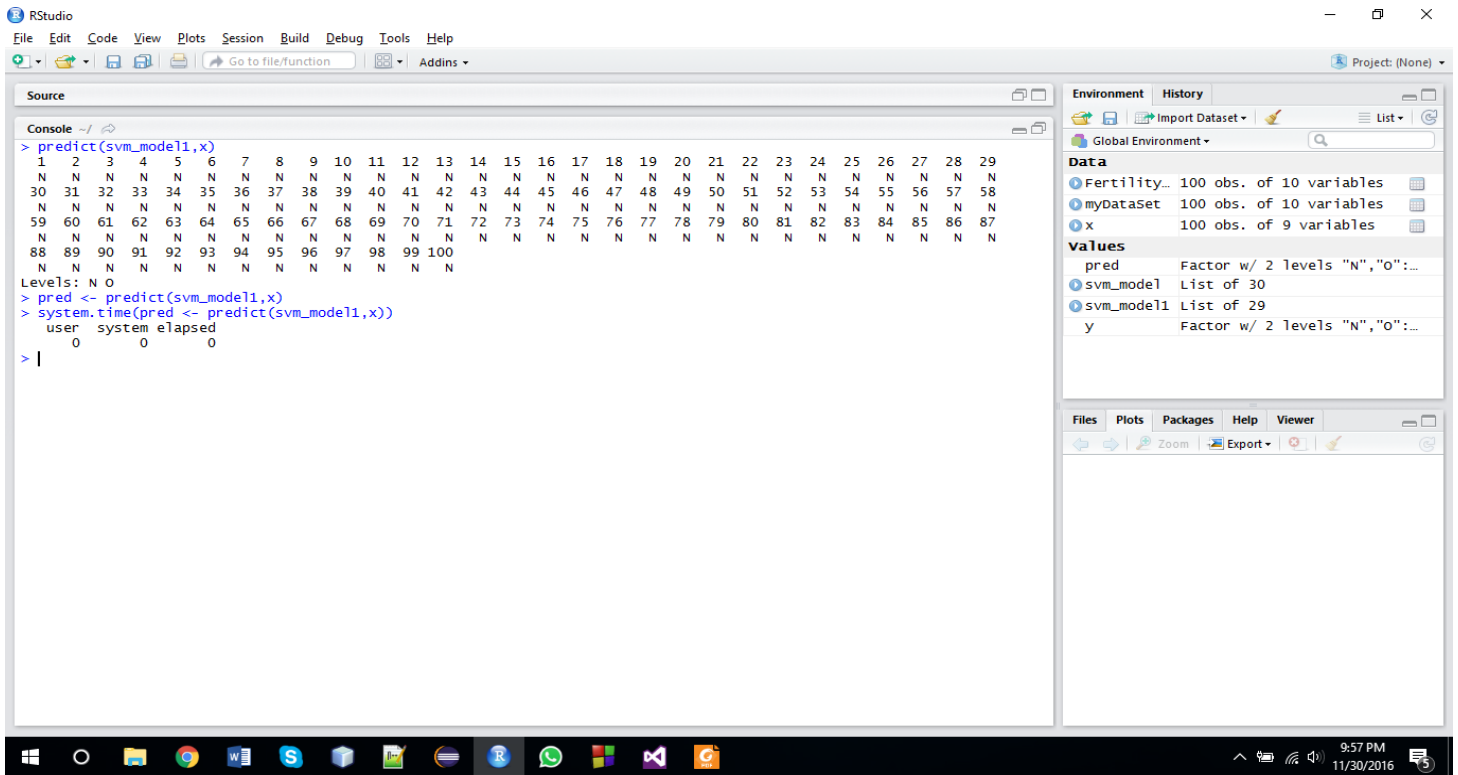 RStudio
File Edit Code View Plots Session Build Debug Tools Help
Go to file/function Addins Project: (None)
Source
Console ~/
> predict(svm_model,x)
1 2 3 4 5 6 7 8 9 10 11 12 13 14 15 16 17 18 19 20 21 22 23 24 25 26 27 28 29
N N N N N N N N N N N N N N N N N N N N N N N N N N N N N
30 31 32 33 34 35 36 37 38 39 40 41 42 43 44 45 46 47 48 49 50 51 52 53 54 55 56 57 58
N N N N N N N N N N N N N N N N N N N N N N N N N N N N N
59 60 61 62 63 64 65 66 67 68 69 70 71 72 73 74 75 76 77 78 79 80 81 82 83 84 85 86 87
N N N N N N N N N N N N N N N N N N N N N N N N N N N N N
88 89 90 91 92 93 94 95 96 97 98 99 100
N N N N N N N N N N N N N
Levels: N O
> pred <- predict(svm_model1,x)
> system.time(pred <- predict(svm_model1,x))
user system elapsed
0 0 0
>
Environment History
Import Dataset List
Global Environment
Data
Fertility… 100 obs. of 10 variables
myDataSet 100 obs. of 10 variables
x 100 obs. of 9 variables
Values
pred Factor w/ 2 levels "N","O":…
svm_model List of 30
svm_model1 List of 29
y Factor w/ 2 levels "N","O":…
Files Plots Packages Help Viewer
Zoom Export
9:57 PM
11/30/2016
5